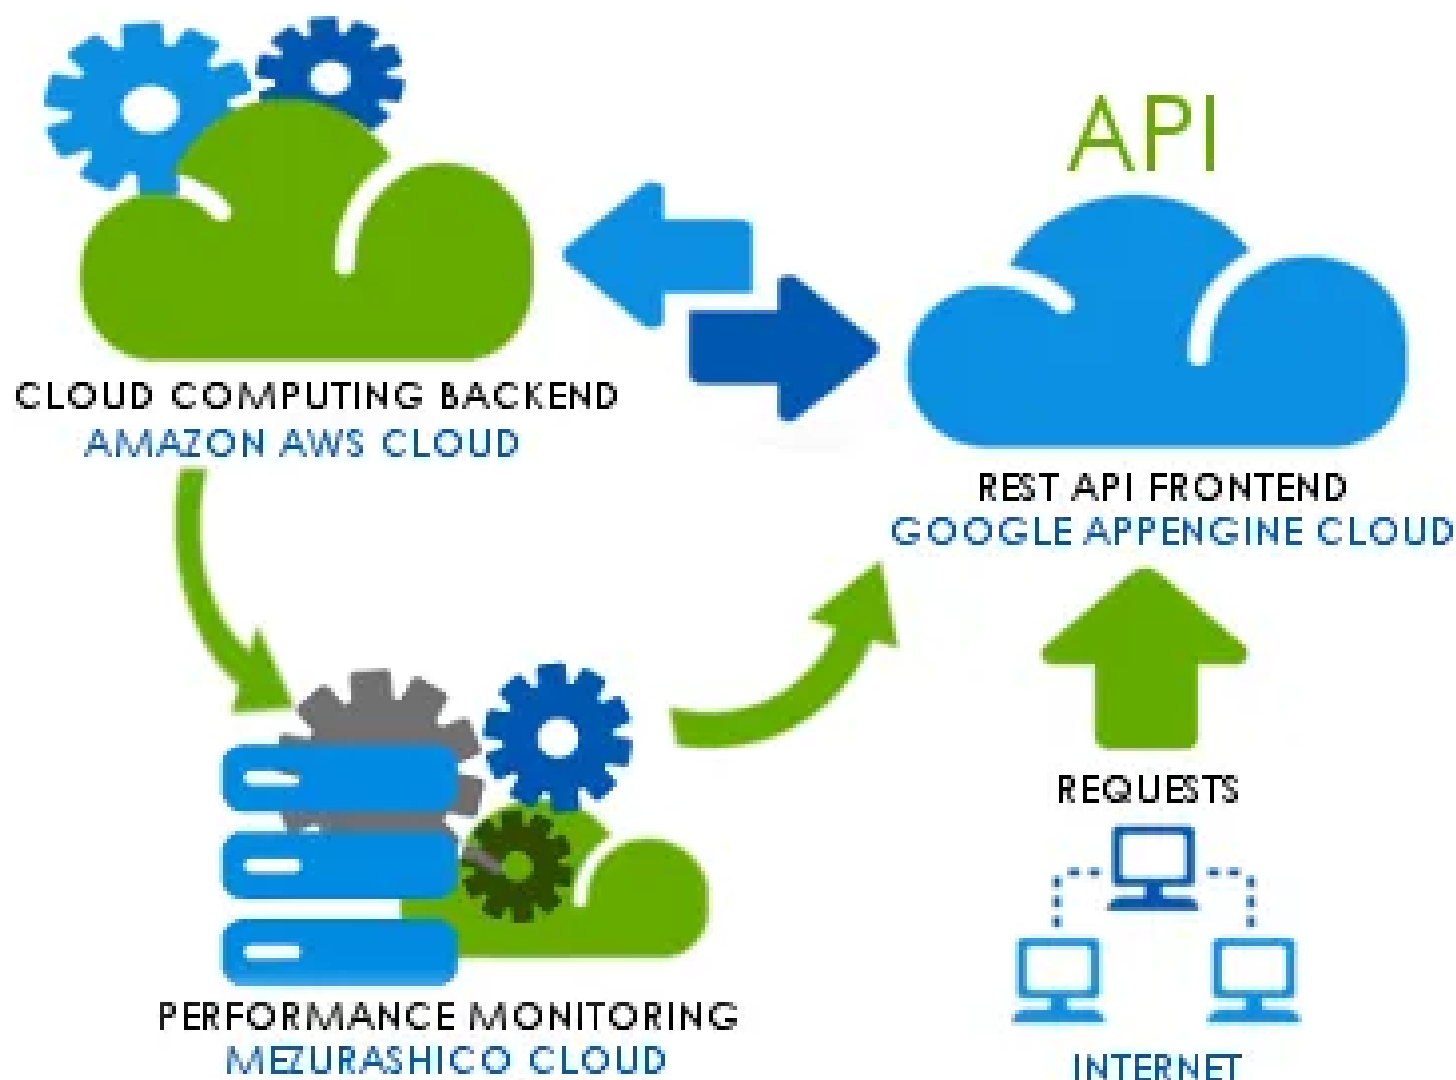 API
CLOUD COMPUTING BACKEND
AMAZON AWS CLOUD
REST API FRONTEND
GOOGLE APPENGINE CLOUD
REQUESTS
PERFORMANCE MONITORING
MEZURASHICO CLOUD
INTERNET